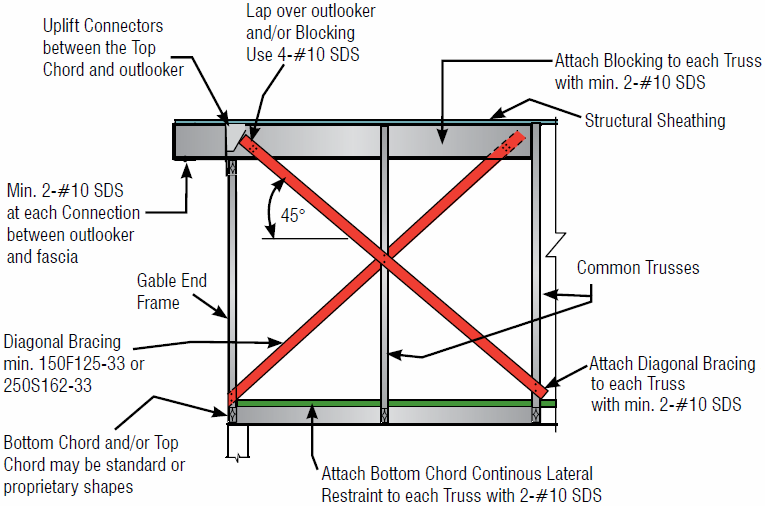 Uplift Connectors
between the Top
Chord and outlooker
Lap over outlooker
and/or Blocking
Use 4-#10 SDS
Attach Blocking to each Truss
with min. 2-#10 SDS
Structural Sheathing
Min. 2-#10 SDS
at each Connection
between outlooker
and fascia
45°
Gable End
Frame
Common Trusses
Diagonal Bracing
min. 150F125-33 or
250S162-33
Attach Diagonal Bracing
to each Truss
with min. 2-#10 SDS
Bottom Chord and/or Top
Chord may be standard or
proprietary shapes
Attach Bottom Chord Continous Lateral
Restraint to each Truss with 2-#10 SDS